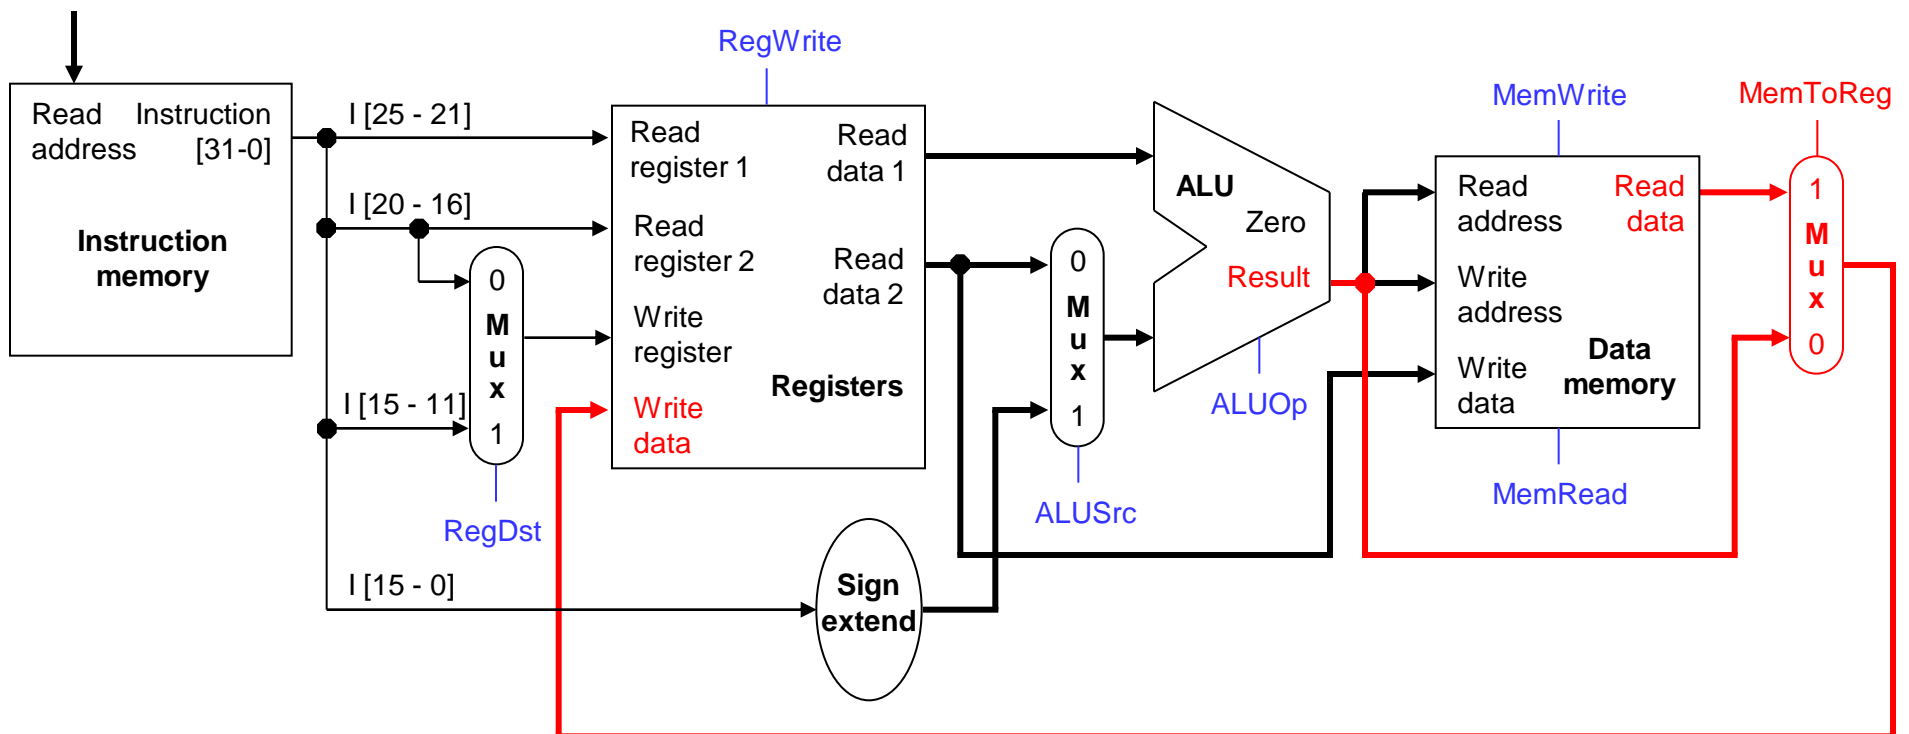 Read address
Instruction [31-0]
Instruction memory
I [25 - 21]
I [20 - 16]
I [15 - 11]
I [15 - 0]
0
Mux
1
RegDst
RegWrite
Read register 1
Read register 2
Write register
Write data
Read data 1
Read data 2
Registers
Sign extend
0
Mux
1
ALUSrc
ALU
Zero
Result
ALUOp
MemWrite
Read address
Write address
Write data
Read data
Data memory
MemRead
MemToReg
1
Mux
0